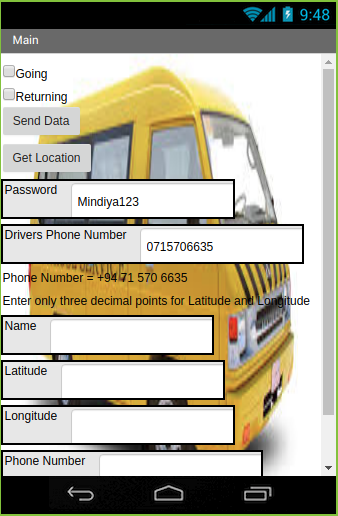 9:48
Main
Going
Returning
Send Data
Get Location
Password
Mindiya123
Drivers Phone Number
0715706635
Phone Number = +94 71 570 6635
Enter only three decimal points for Latitude and Longitude
Name
Latitude
Longitude
Phone Number